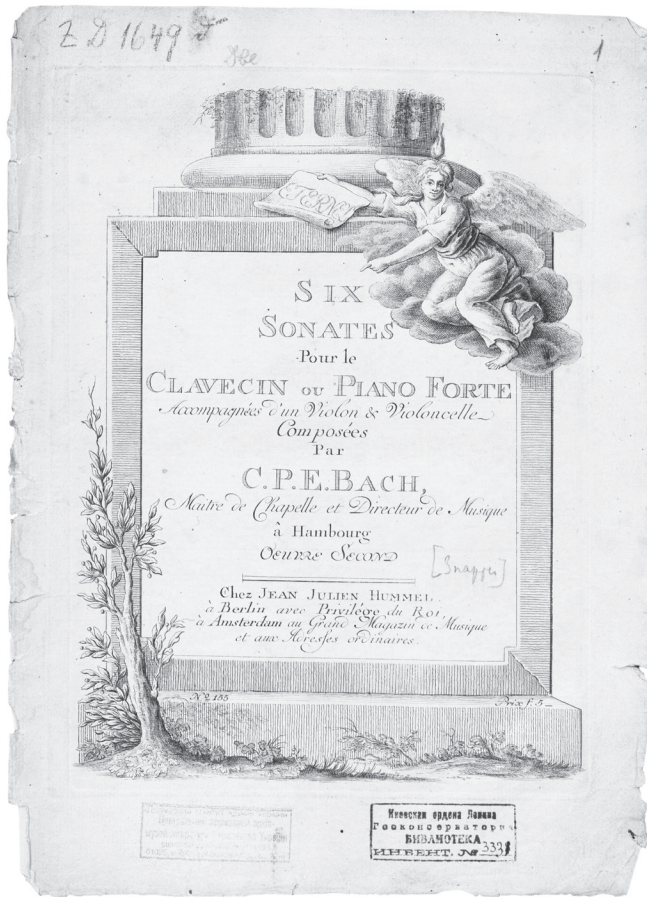 Z D 1649
1
ETERNI
SIX
SONATES
Pour le
CLAVECIN OU PIANO FORTE
Accompagnées d'un Violon & Violoncelle
Composées
Par
C.P.E. BACH,
Maitre de Chapelle et Directeur de Musique
â Hambourg
OEUVRE SECOND
Chez JEAN JULIEN HUMMEL.
à Berlin avec Privilége du ROI,
à Amsterdam au Grand Magazin de Musique
et aux Adresses ordinaires.
No. 155
Prix f: 5_
Киевская ордена Ленина
Госконсерватория
БИБЛИОТЕКА
ИНВЕНТ. № 3331